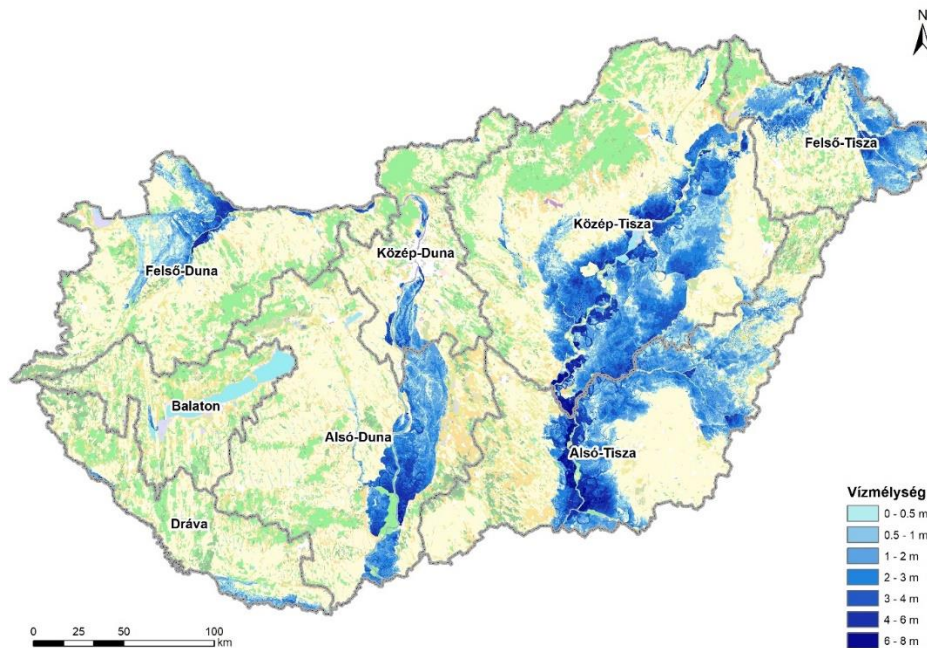 N
Felső-Tisza
Közép-Tisza
Közép-Duna
Felső-Duna
Balaton
Alsó-Duna
Alsó-Tisza
Dráva
Vízmélység
0 - 0.5 m
0.5 - 1 m
1 - 2 m
2 - 3 m
3 - 4 m
4 - 6 m
6 - 8 m
0 25 50 100
km